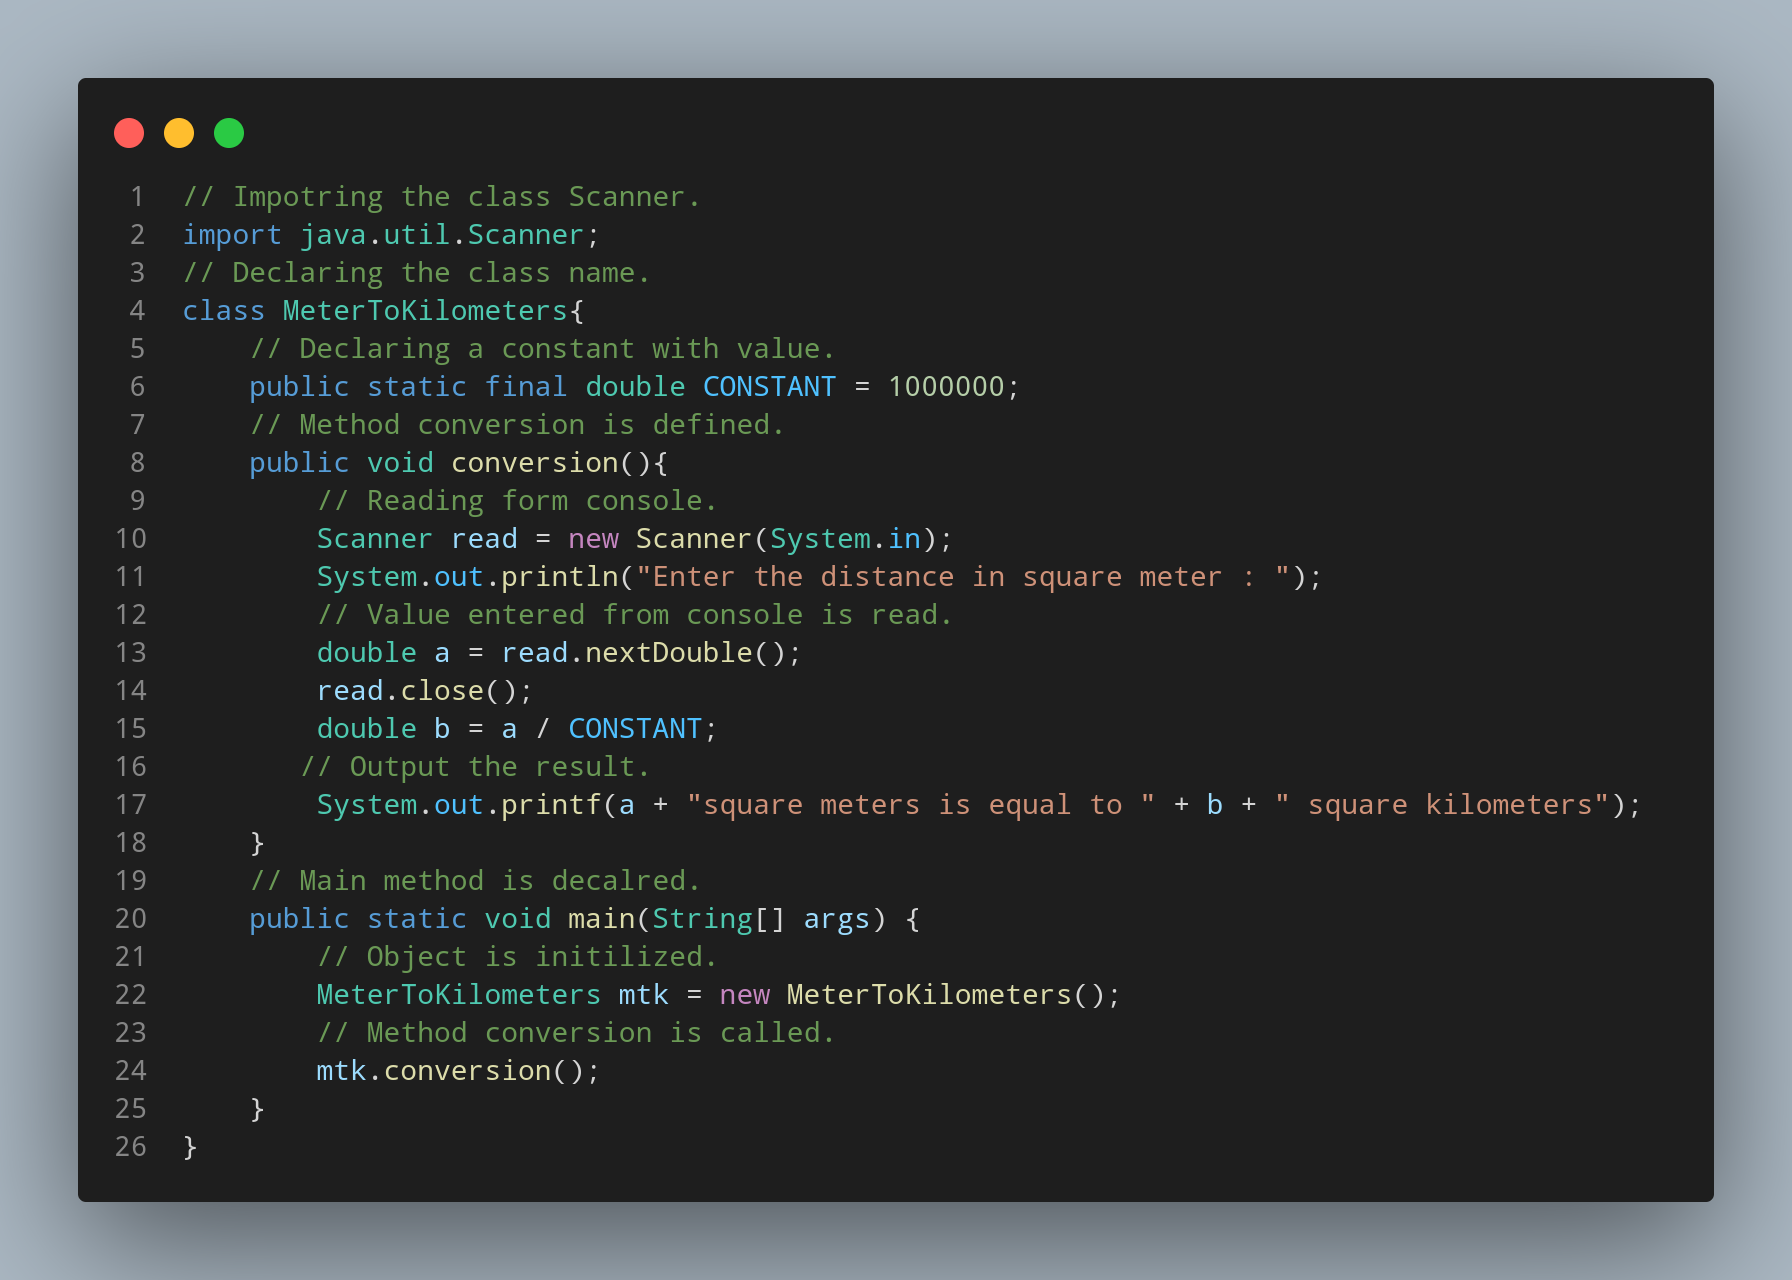 1 // Impotring the class Scanner.
2 import java.util.Scanner;
3 // Declaring the class name.
4 class MeterToKilometers{
5     // Declaring a constant with value.
6     public static final double CONSTANT = 1000000;
7     // Method conversion is defined.
8     public void conversion(){
9         // Reading form console.
10         Scanner read = new Scanner(System.in);
11         System.out.println("Enter the distance in square meter : ");
12         // Value entered from console is read.
13         double a = read.nextDouble();
14         read.close();
15         double b = a / CONSTANT;
16        // Output the result.
17         System.out.printf(a + "square meters is equal to " + b + " square kilometers");
18     }
19     // Main method is decalred.
20     public static void main(String[] args) {
21         // Object is initilized.
22         MeterToKilometers mtk = new MeterToKilometers();
23         // Method conversion is called.
24         mtk.conversion();
25     }
26 }